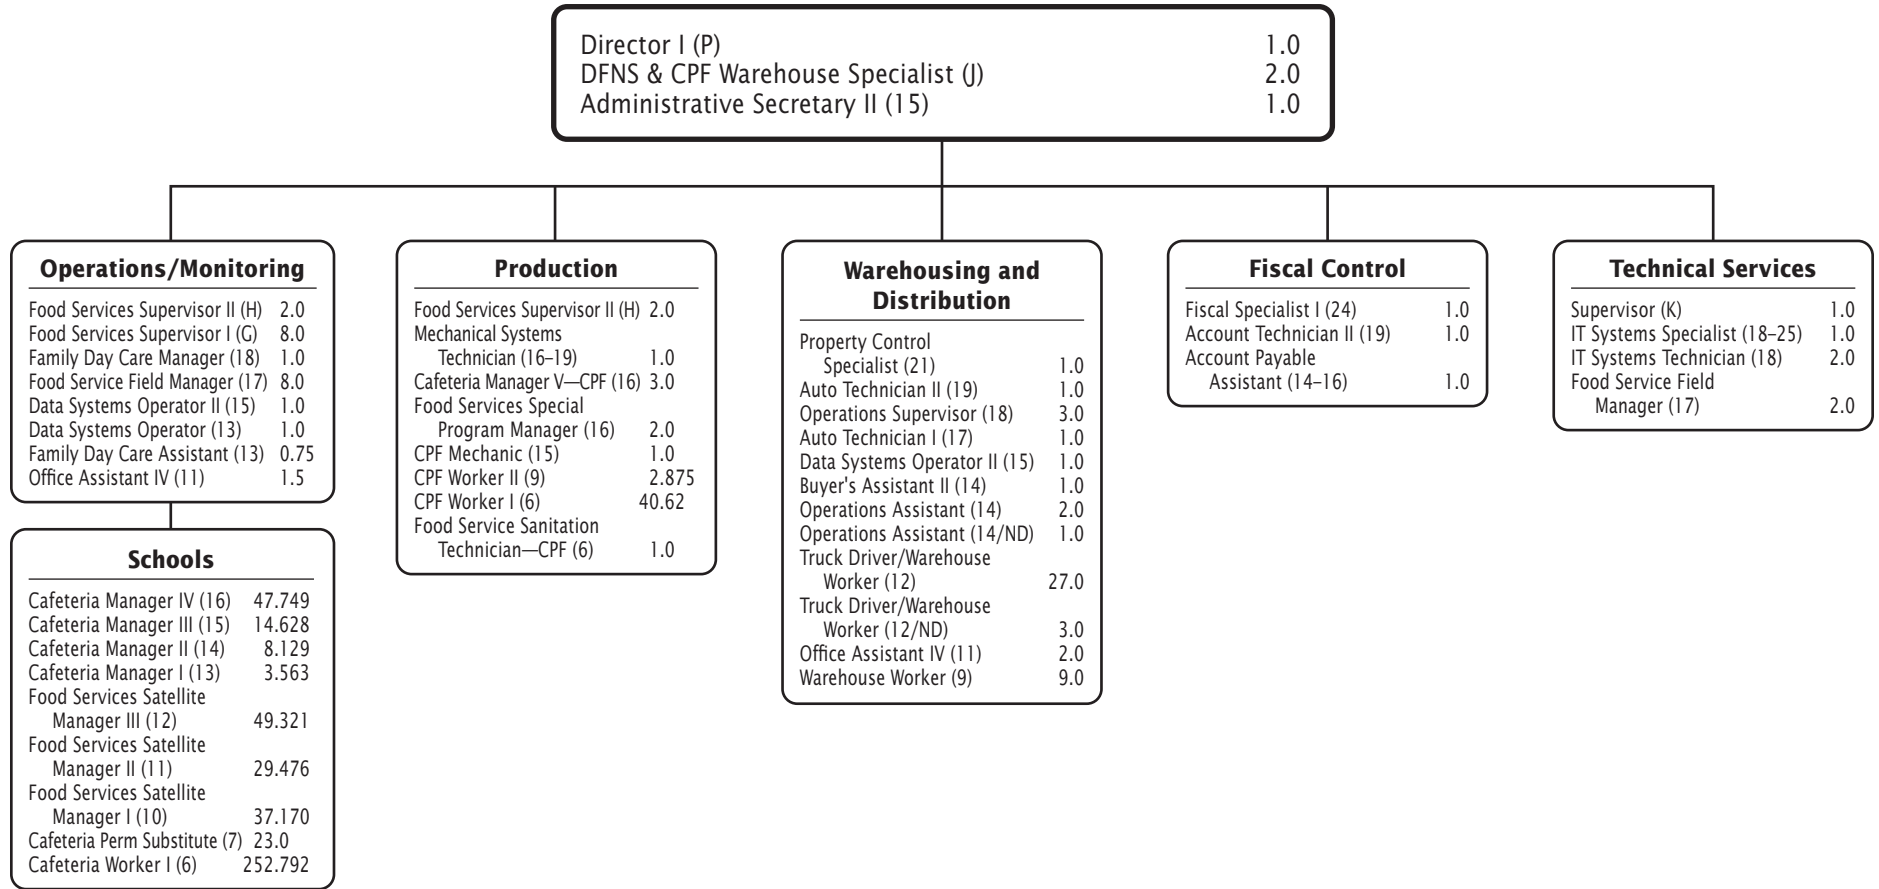 Director I (P) 1.0
DFNS & CPF Warehouse Specialist (J) 2.0
Administrative Secretary II (15) 1.0
Operations/Monitoring
Food Services Supervisor II (H) 2.0
Food Services Supervisor I (G) 8.0
Family Day Care Manager (18) 1.0
Food Service Field Manager (17) 8.0
Data Systems Operator II (15) 1.0
Data Systems Operator (13) 1.0
Family Day Care Assistant (13) 0.75
Office Assistant IV (11) 1.5
Schools
Cafeteria Manager IV (16) 47.749
Cafeteria Manager III (15) 14.628
Cafeteria Manager II (14) 8.129
Cafeteria Manager I (13) 3.563
Food Services Satellite
Manager III (12) 49.321
Food Services Satellite
Manager II (11) 29.476
Food Services Satellite
Manager I (10) 37.170
Cafeteria Perm Substitute (7) 23.0
Cafeteria Worker I (6) 252.792
Production
Food Services Supervisor II (H) 2.0
Mechanical Systems
Technician (16–19) 1.0
Cafeteria Manager V—CPF (16) 3.0
Food Services Special
Program Manager (16) 2.0
CPF Mechanic (15) 1.0
CPF Worker II (9) 2.875
CPF Worker I (6) 40.62
Food Service Sanitation
Technician—CPF (6) 1.0
Warehousing and
Distribution
Property Control
Specialist (21) 1.0
Auto Technician II (19) 1.0
Operations Supervisor (18) 3.0
Auto Technician I (17) 1.0
Data Systems Operator II (15) 1.0
Buyer's Assistant II (14) 1.0
Operations Assistant (14) 2.0
Operations Assistant (14/ND) 1.0
Truck Driver/Warehouse
Worker (12) 27.0
Truck Driver/Warehouse
Worker (12/ND) 3.0
Office Assistant IV (11) 2.0
Warehouse Worker (9) 9.0
Fiscal Control
Fiscal Specialist I (24) 1.0
Account Technician II (19) 1.0
Account Payable
Assistant (14–16) 1.0
Technical Services
Supervisor (K) 1.0
IT Systems Specialist (18–25) 1.0
IT Systems Technician (18) 2.0
Food Service Field
Manager (17) 2.0